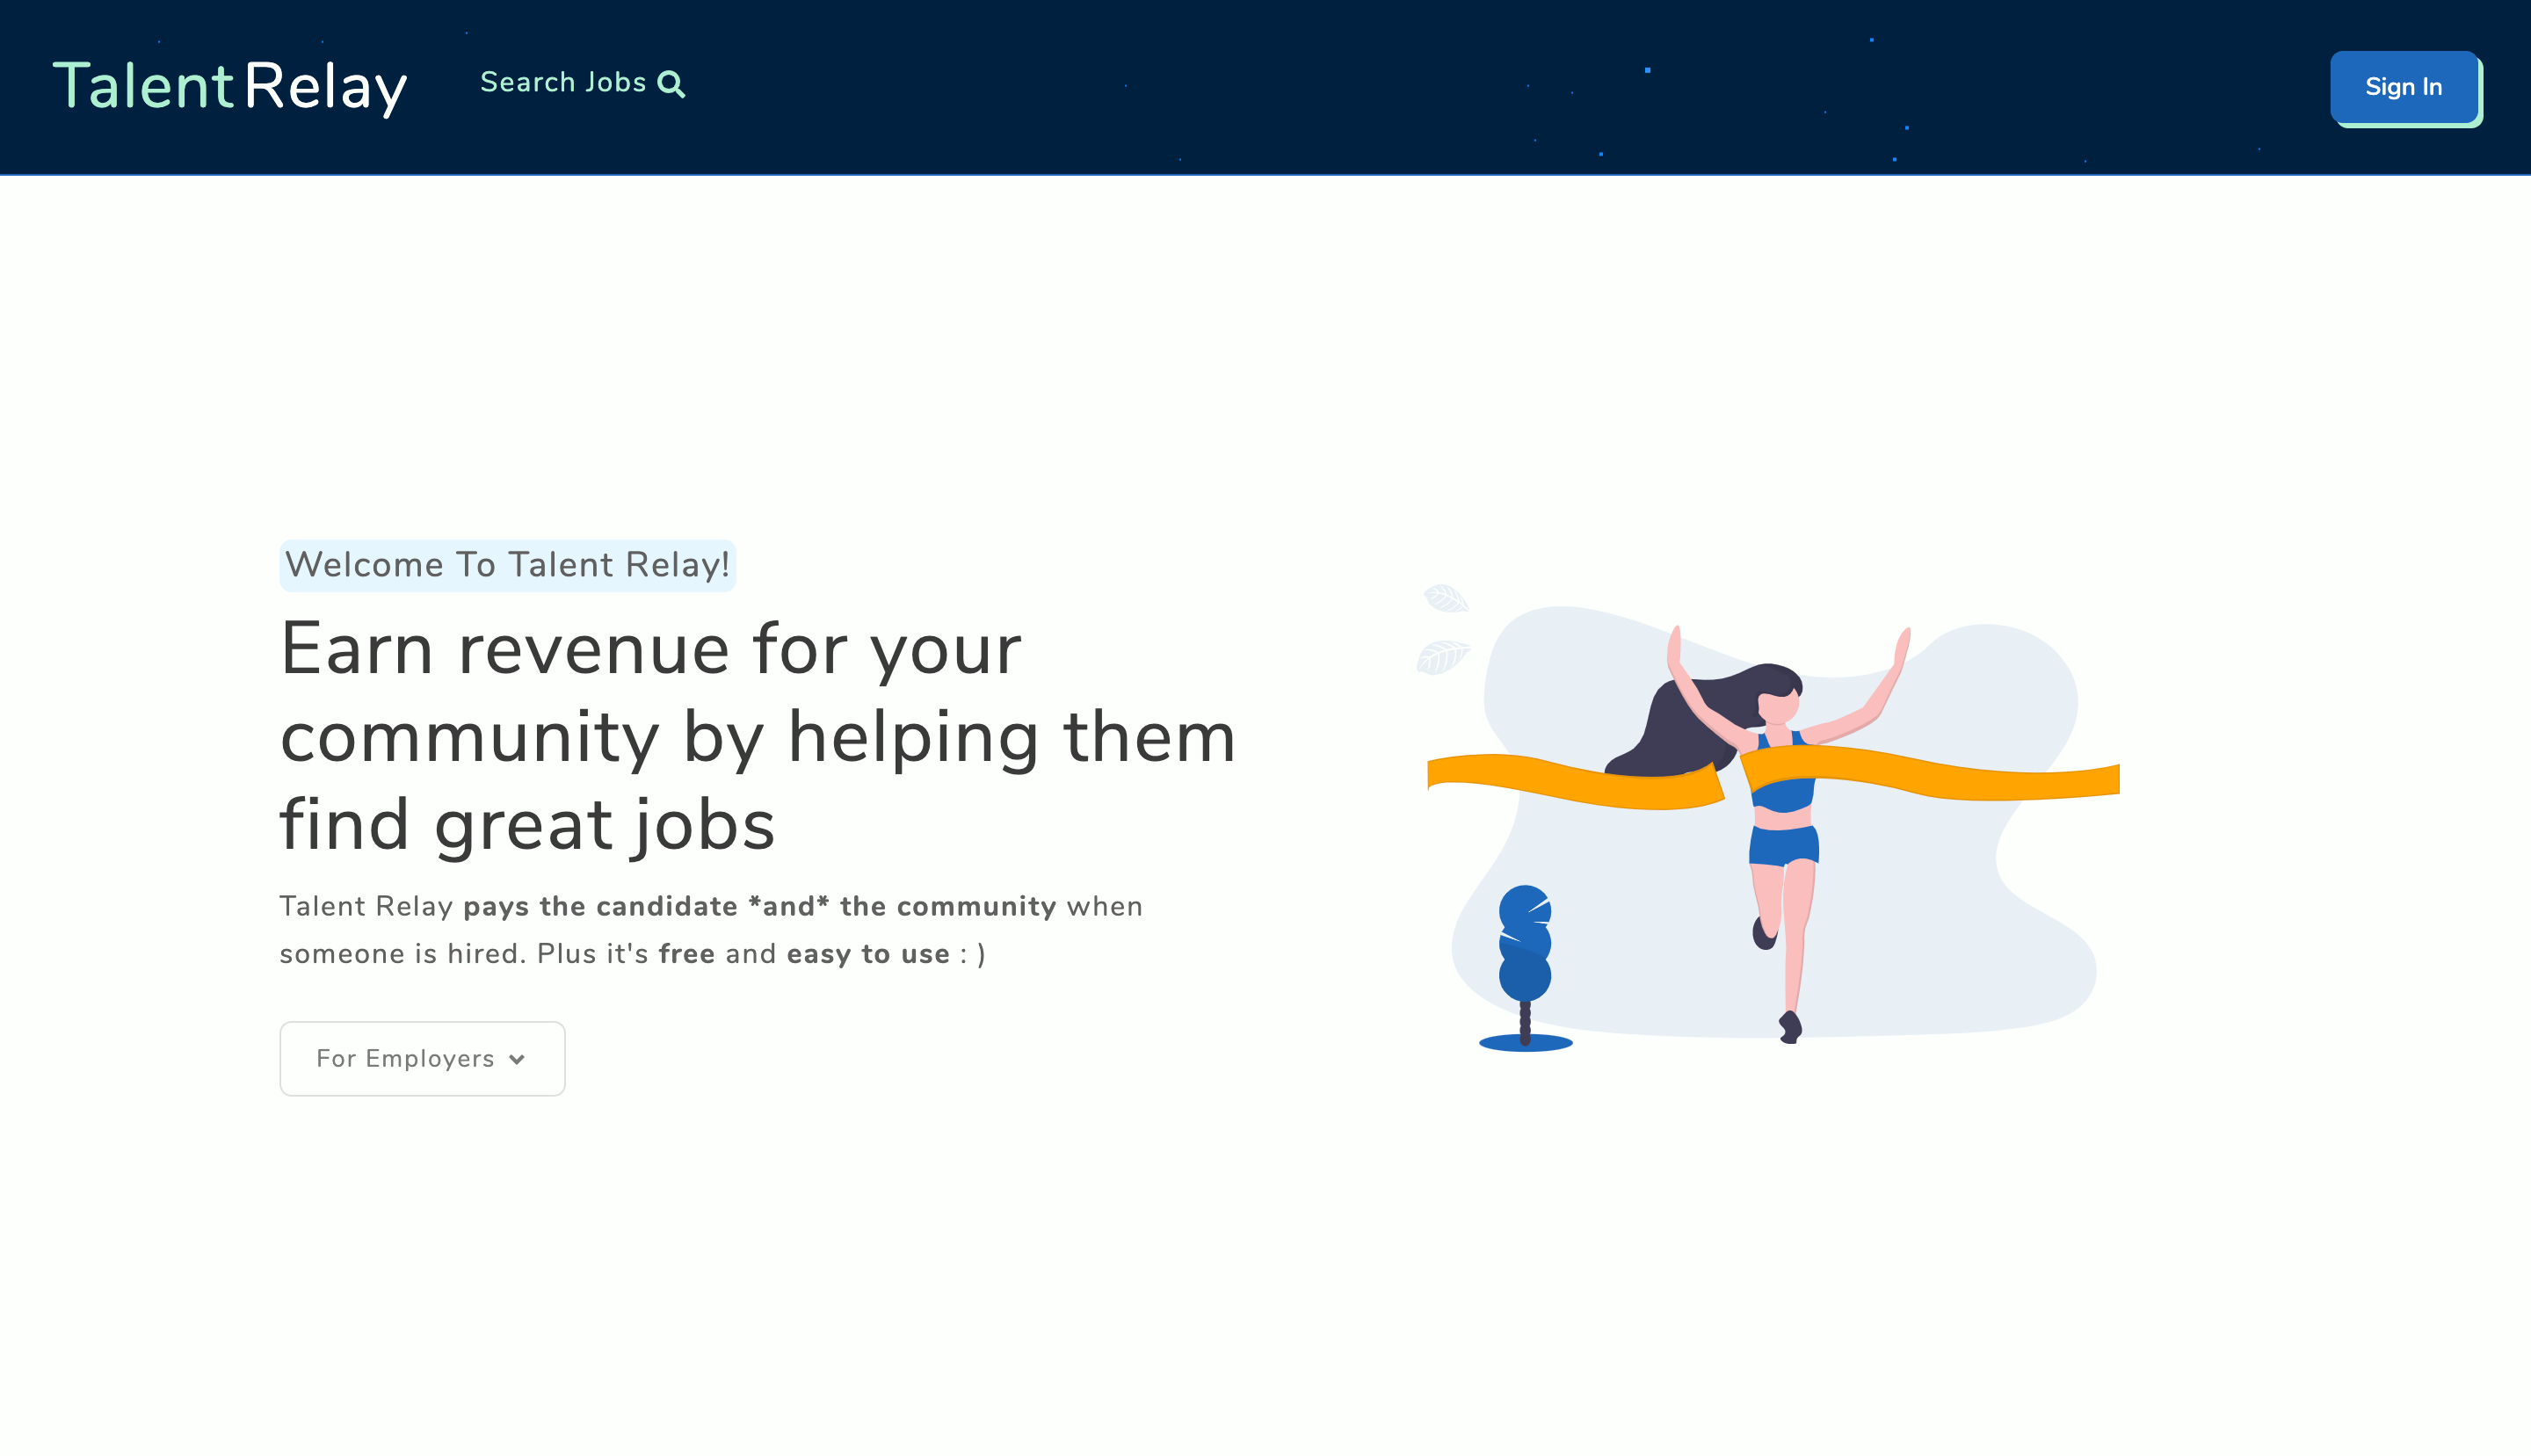 TalentRelay
Search Jobs
Sign In
Welcome To Talent Relay!
Earn revenue for your
community by helping them
find great jobs
Talent Relay pays the candidate *and* the community when
someone is hired. Plus it's free and easy to use : )
For Employers